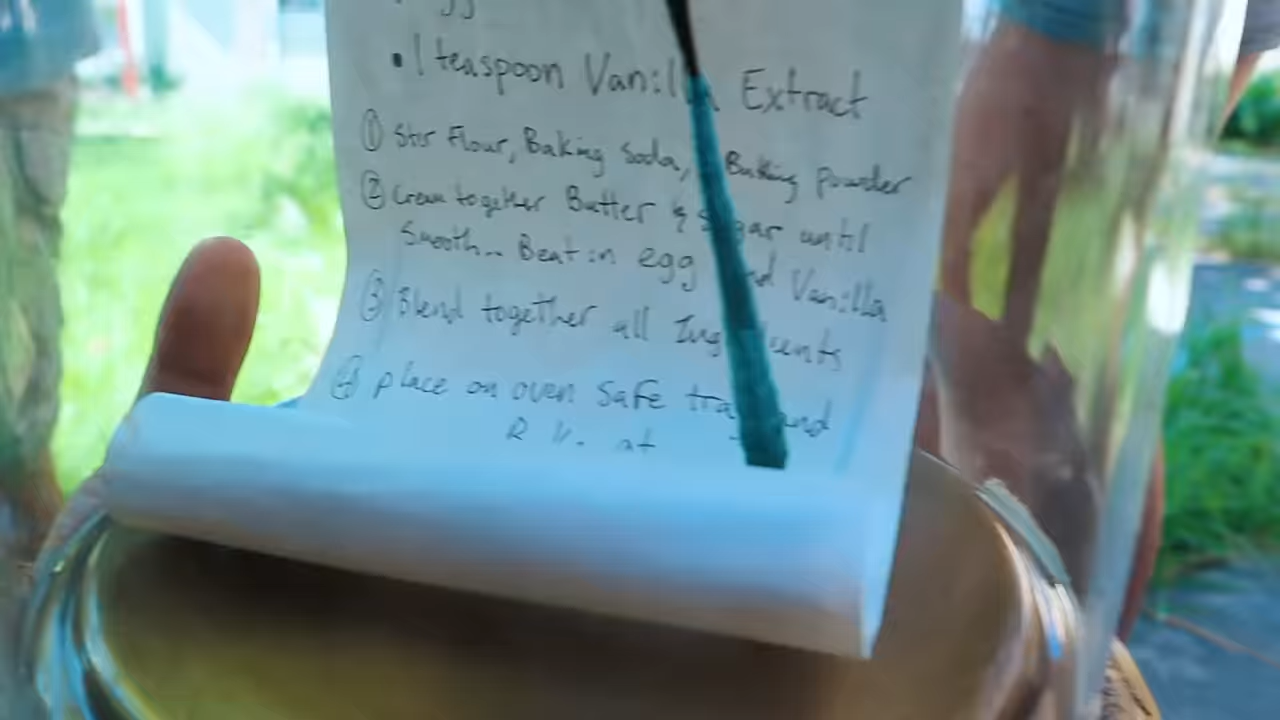 • 1 teaspoon Vanilla Extract
① Stir Flour, Baking Soda, Baking powder
② Cream together Butter & sugar until
Smooth... Beat in egg and Vanilla
③ Blend together all Ingredients
④ place on oven Safe tray and
at